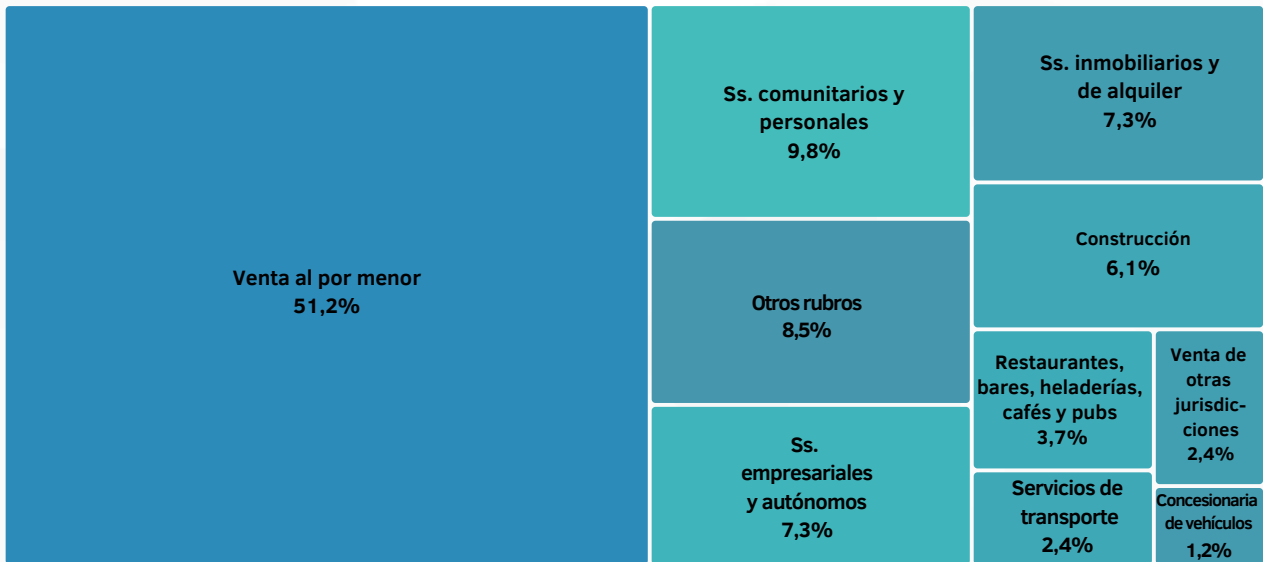 Venta al por menor
51,2%
Ss. comunitarios y
personales
9,8%
Otros rubros
8,5%
Ss.
empresariales
y autónomos
7,3%
Ss. inmobiliarios y
de alquiler
7,3%
Construcción
6,1%
Restaurantes,
bares, heladerías,
cafés y pubs
3,7%
Servicios de
transporte
2,4%
Venta de
otras
jurisdic-
ciones
2,4%
Concesionaria
de vehículos
1,2%